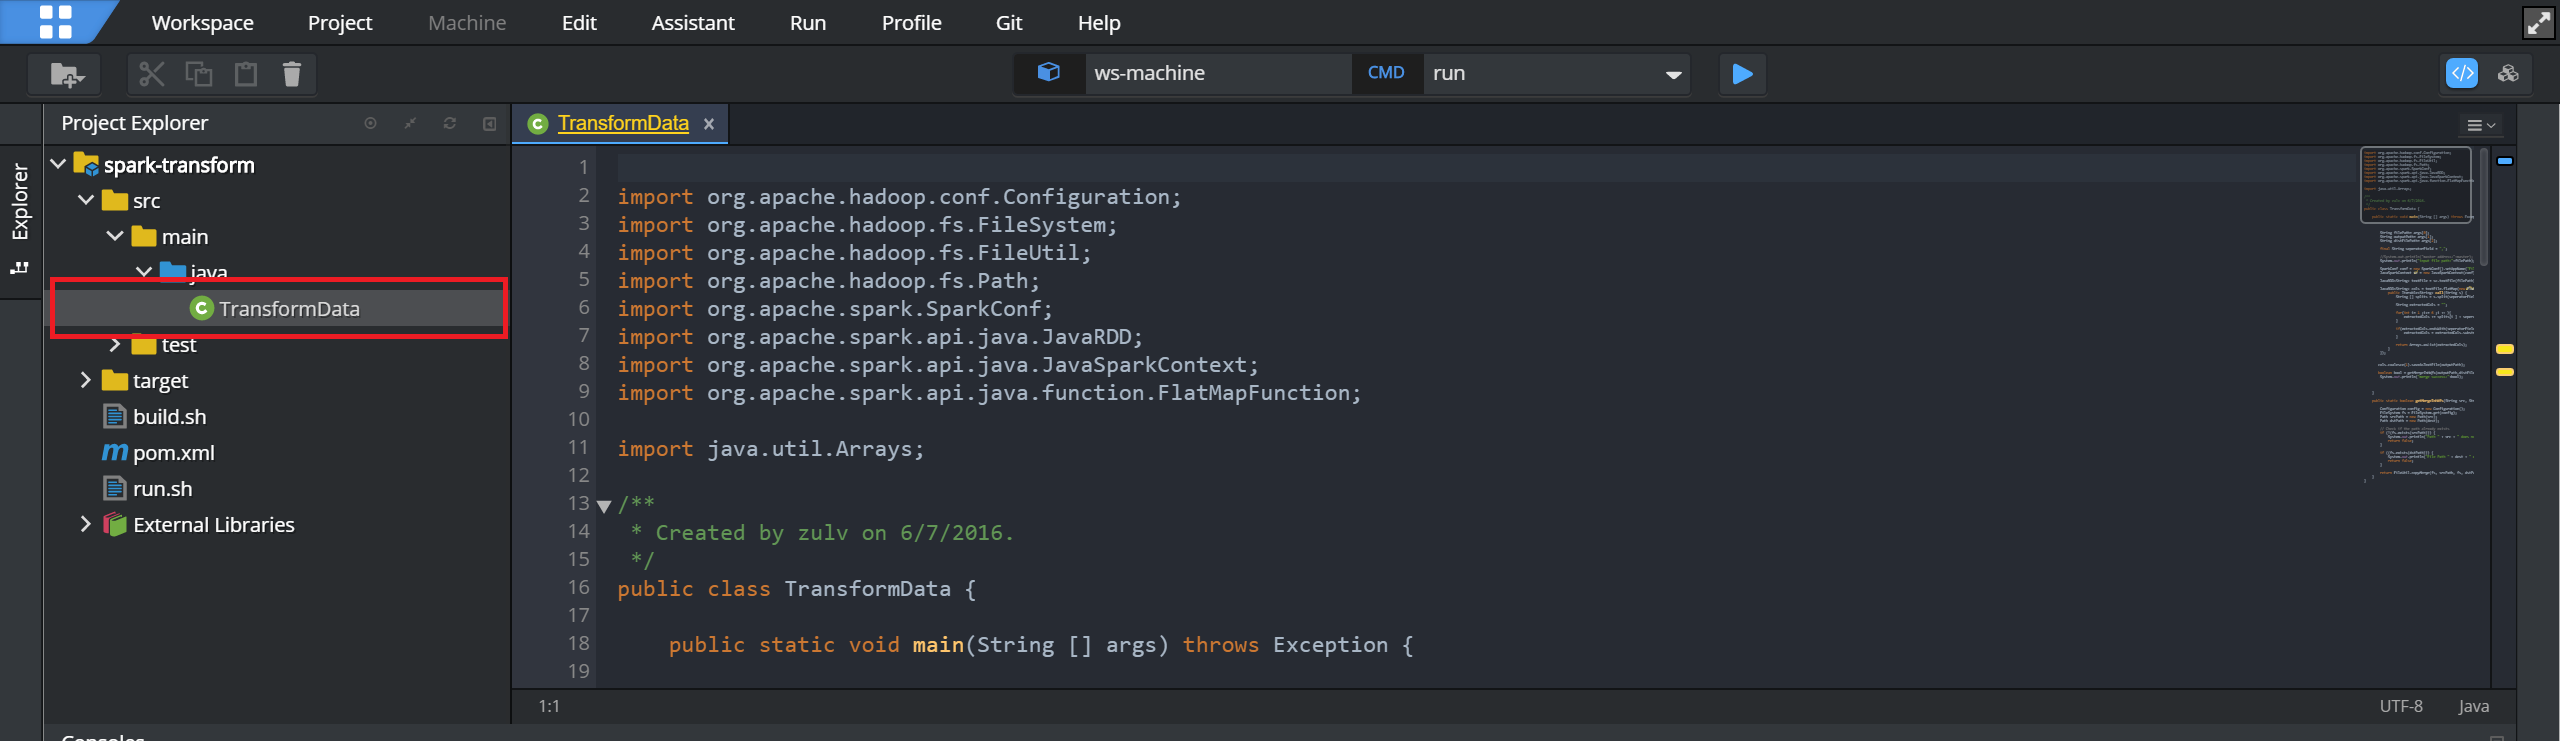 Workspace Project Machine Edit Assistant Run Profile Git Help
ws-machine CMD run
Explorer
Project Explorer
spark-transform
src
main
java
TransformData
test
target
build.sh
pom.xml
run.sh
External Libraries
TransformData
1
2 import org.apache.hadoop.conf.Configuration;
3 import org.apache.hadoop.fs.FileSystem;
4 import org.apache.hadoop.fs.FileUtil;
5 import org.apache.hadoop.fs.Path;
6 import org.apache.spark.SparkConf;
7 import org.apache.spark.api.java.JavaRDD;
8 import org.apache.spark.api.java.JavaSparkContext;
9 import org.apache.spark.api.java.function.FlatMapFunction;
10
11 import java.util.Arrays;
12
13 /**
14 * Created by zulv on 6/7/2016.
15 */
16 public class TransformData {
17
18 public static void main(String [] args) throws Exception {
19
1:1 UTF-8 Java
Consoles